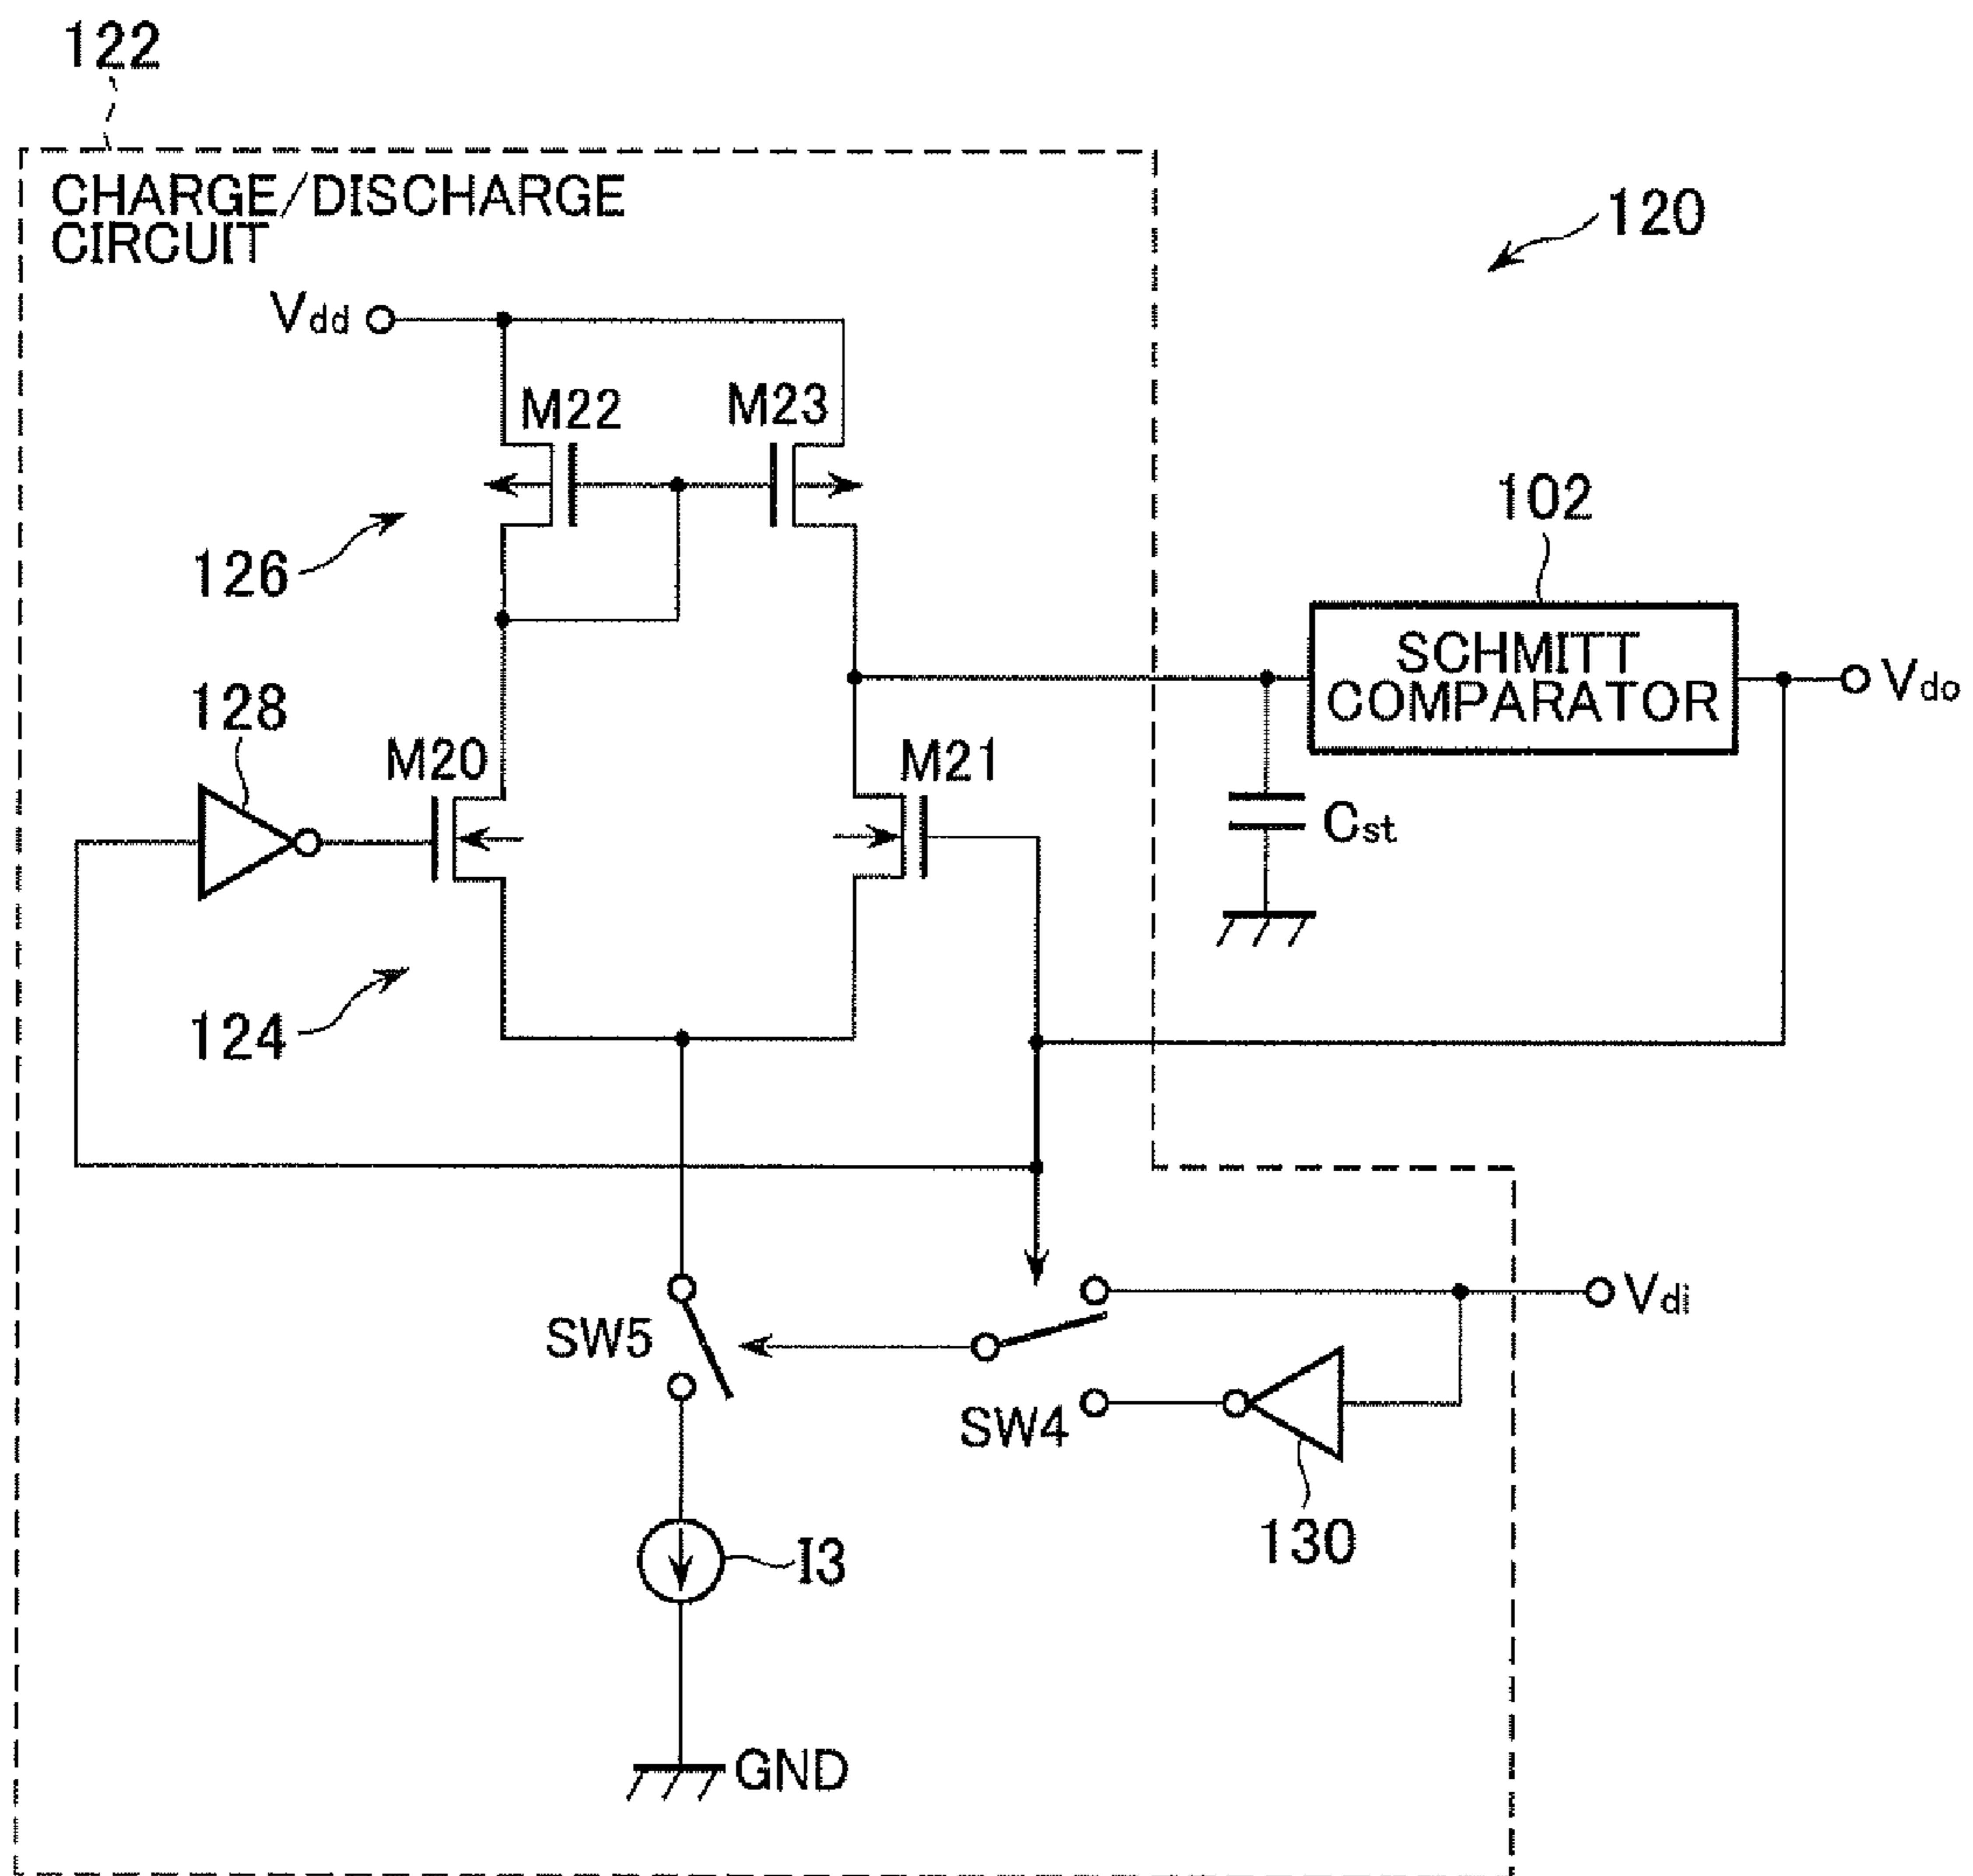 122
CHARGE/DISCHARGE
CIRCUIT
120
Vdd
M22
M23
126
102
SCHMITT
COMPARATOR
Vdo
128
M20
M21
Cst
124
SW5
Vdi
SW4
130
I3
GND